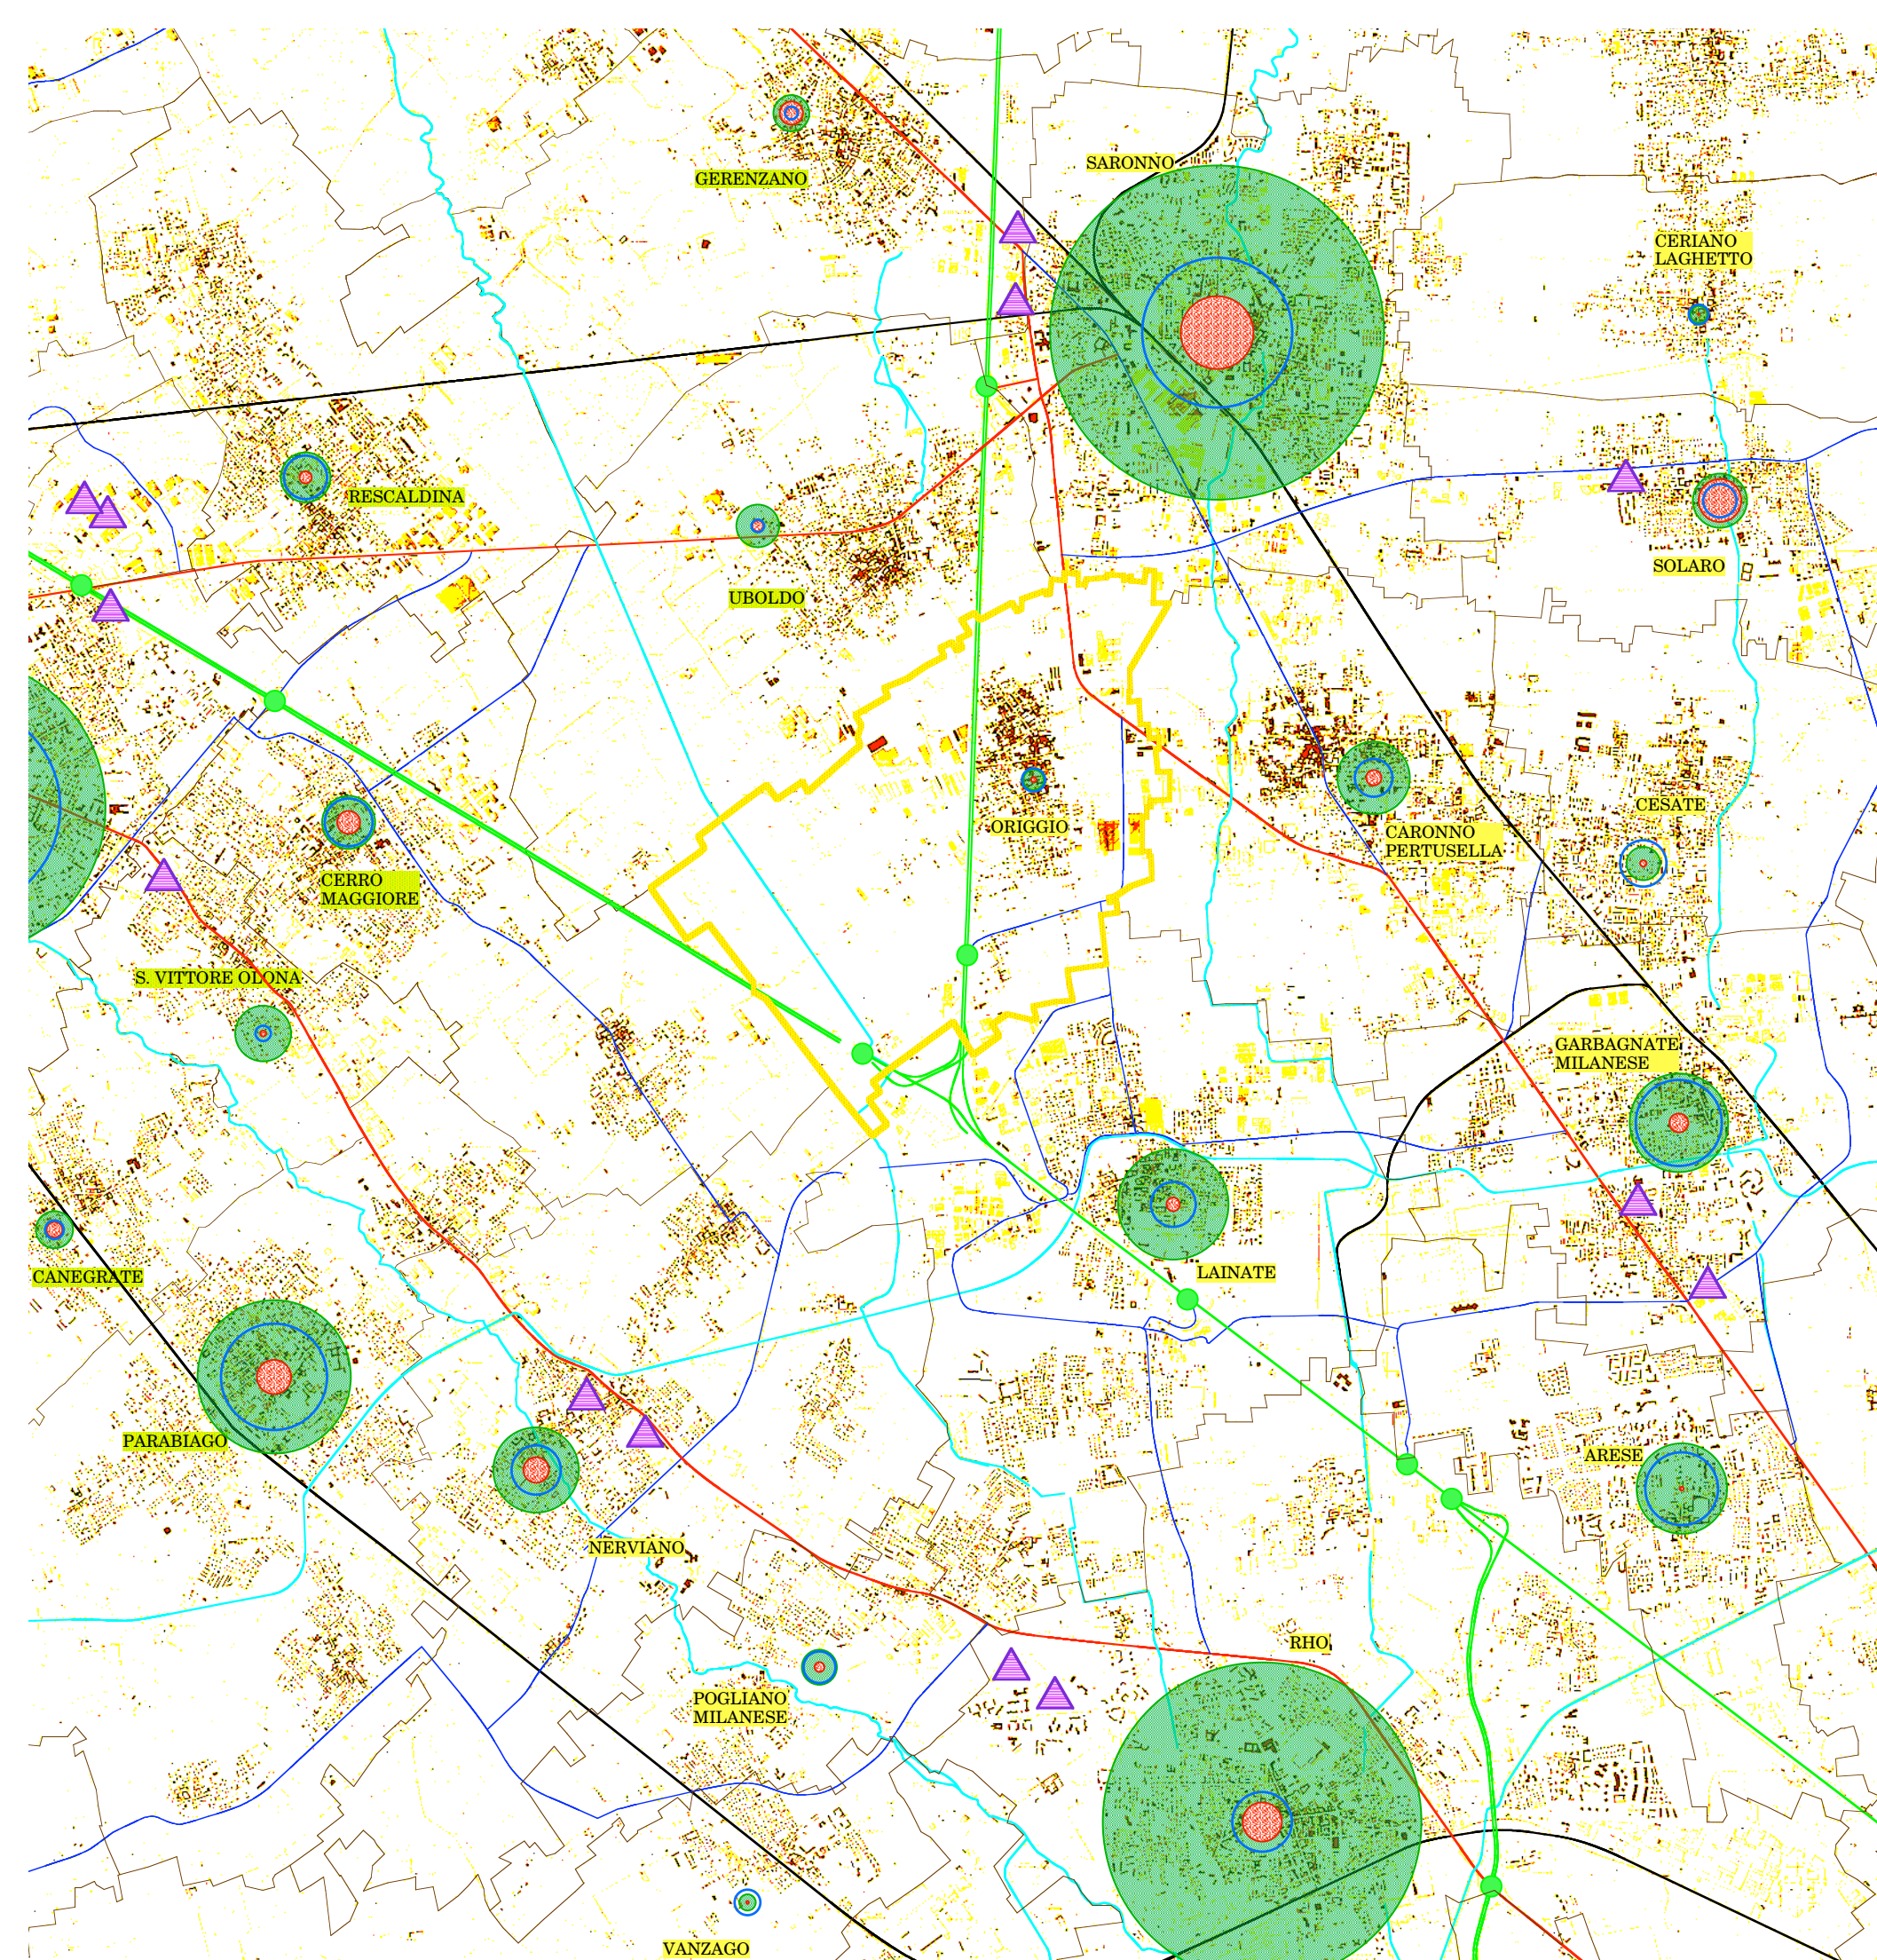 SARONNO
GERENZANO
CERIANO
LAGHETTO
RESCALDINA
SOLARO
UBOLDO
CESATE
ORIGGIO
CARONNO
PERTUSELLA
CERRO
MAGGIORE
S. VITTORE OLONA
GARBAGNATE
MILANESE
LAINATE
CANEGRATE
PARABIAGO
ARESE
NERVIANO
RHO
POGLIANO
MILANESE
VANZAGO